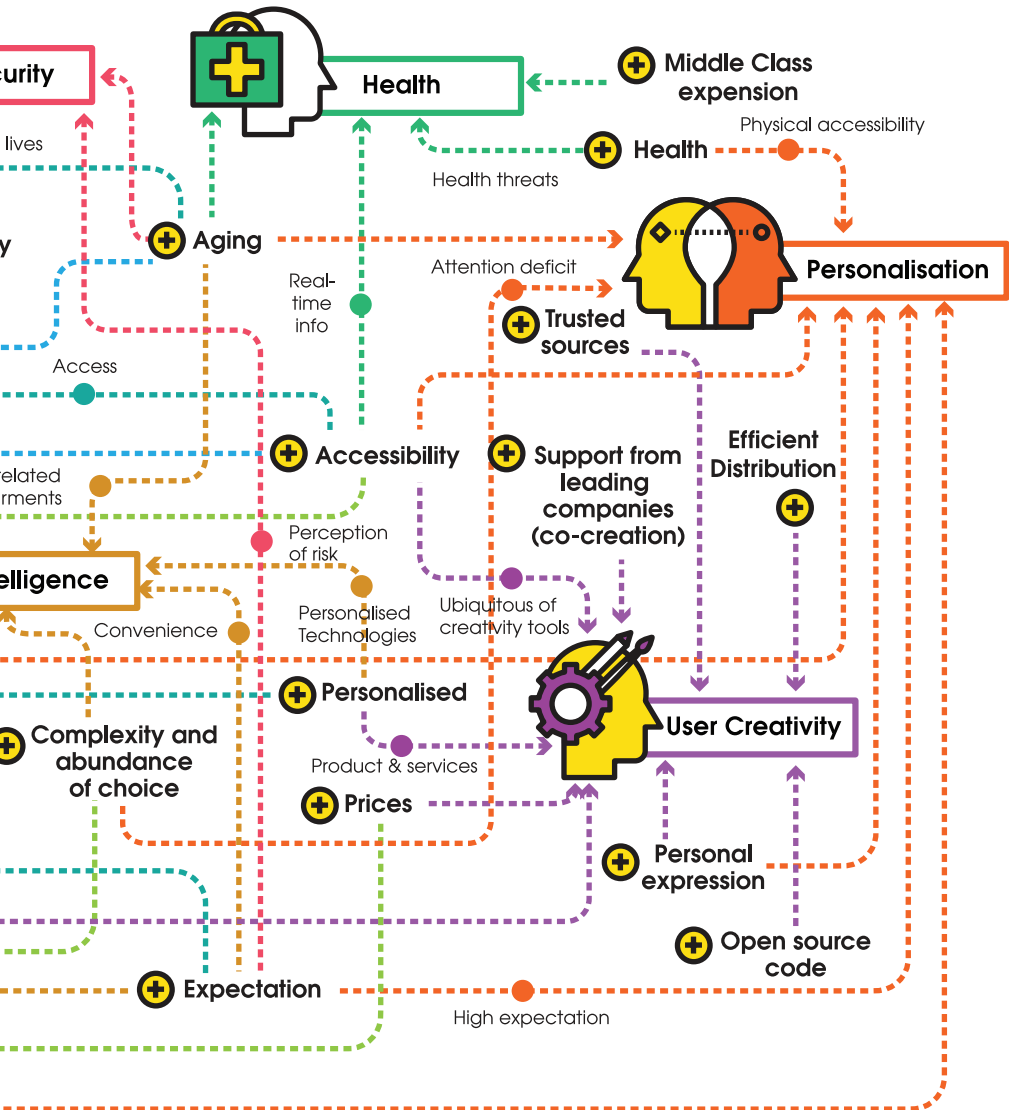 curity
Health
Middle Class
expension
Physical accessibility
lives
Health
Health threats
y
Aging
Attention deficit
Personalisation
Real-
time
info
Trusted
sources
Access
Efficient
Distribution
Accessibility
Support from
leading
companies
(co-creation)
elated
rments
Perception
of risk
elligence
Personalised
Technologies
Ubiquitous of
creativity tools
Convenience
Personalised
User Creativity
Complexity and
abundance
of choice
Product & services
Prices
Personal
expression
Open source
code
Expectation
High expectation